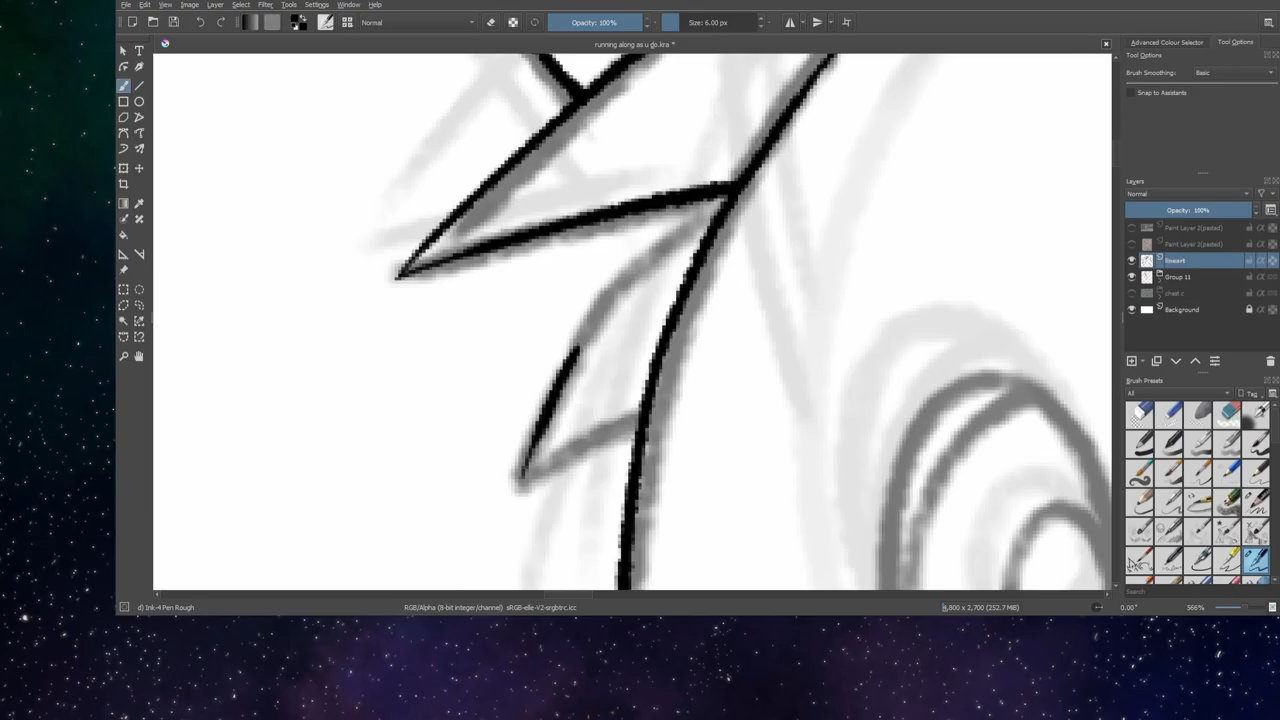 File Edit View Image Layer Select Filter Tools Settings Window Help
Normal Opacity: 100% Size: 6.00 px
running along as u do.kra *
Advanced Colour Selector Tool Options
Tool Options
Brush Smoothing: Basic
Snap to Assistants
Layers
Normal
Opacity: 100%
Paint Layer 2(pasted)
Paint Layer 2(pasted)
lineart
Group 11
chest c
Background
Brush Presets
All Tag
Search
d) Ink-4 Pen Rough RGB/Alpha (8-bit integer/channel) sRGB-elle-V2-srgbtrc.icc 4,800 x 2,700 (252.7 MiB) 0.00° 566%